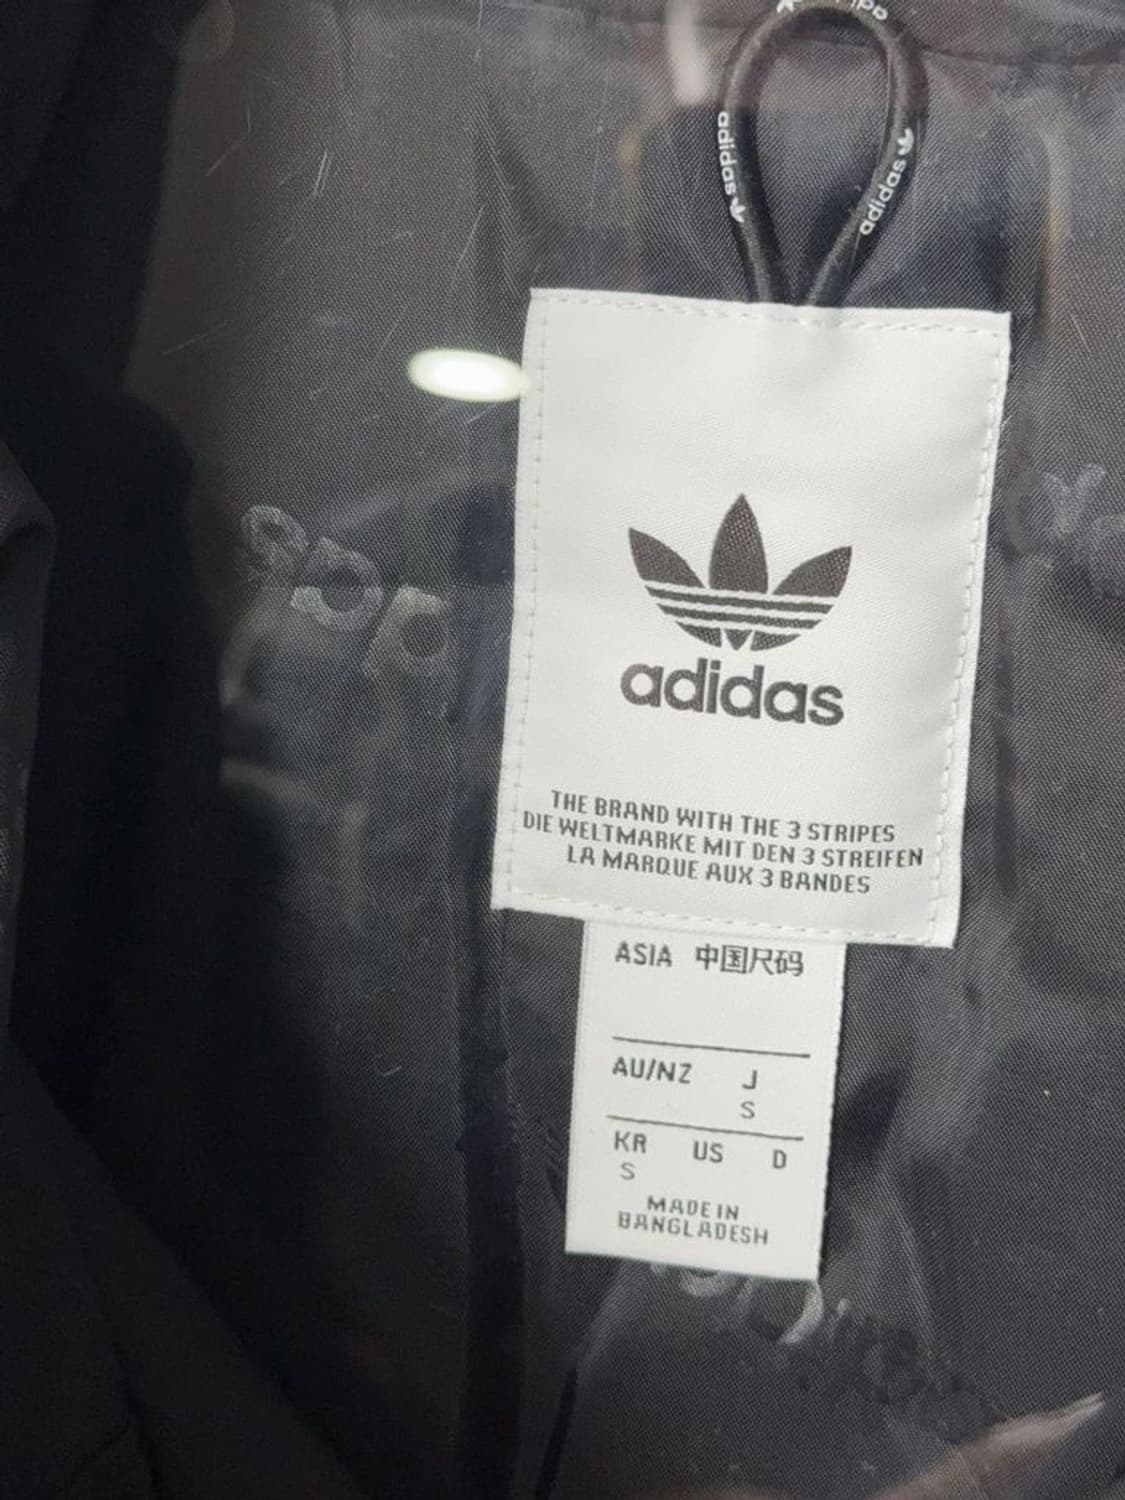 adidas
adidas
adidas
THE BRAND WITH THE 3 STRIPES
DIE WELTMARKE MIT DEN 3 STREIFEN
LA MARQUE AUX 3 BANDES
ASIA 中国尺码
AU/NZ J
S
KR US D
S
MADE IN
BANGLADESH